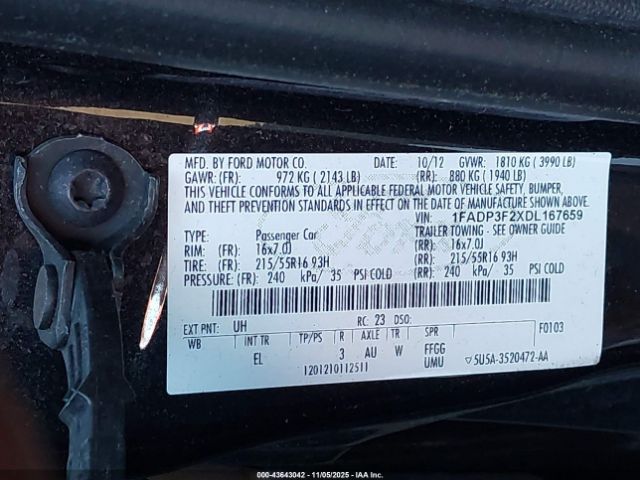 MFD. BY FORD MOTOR CO. DATE: 10/12 GVWR: 1810 KG ( 3990 LB)
GAWR: (FR): 972 KG ( 2143 LB) (RR): 880 KG ( 1940 LB)
THIS VEHICLE CONFORMS TO ALL APPLICABLE FEDERAL MOTOR VEHICLE SAFETY, BUMPER,
AND THEFT PREVENTION STANDARDS IN EFFECT ON THE DATE OF MANUFACTURE SHOWN ABOVE.
VIN: 1FADP3F2XDL167659
TYPE: Passenger Car TRAILER TOWING - SEE OWNER GUIDE
RIM: (FR): 16x7.0J (RR): 16x7.0J
TIRE: (FR): 215/55R16 93H (RR): 215/55R16 93H
PRESSURE: (FR): 240 kPa/ 35 PSI COLD (RR): 240 kPa/ 35 PSI COLD
EXT PNT: UH RC: 23 DSO: F0103
WB INT TR TP/PS R AXLE TR SPR
EL 3 AU W FFGG
UMU ▽5U5A-3520472-AA
1201210112511
000-43643042 — 11/05/2025 — IAA Inc.